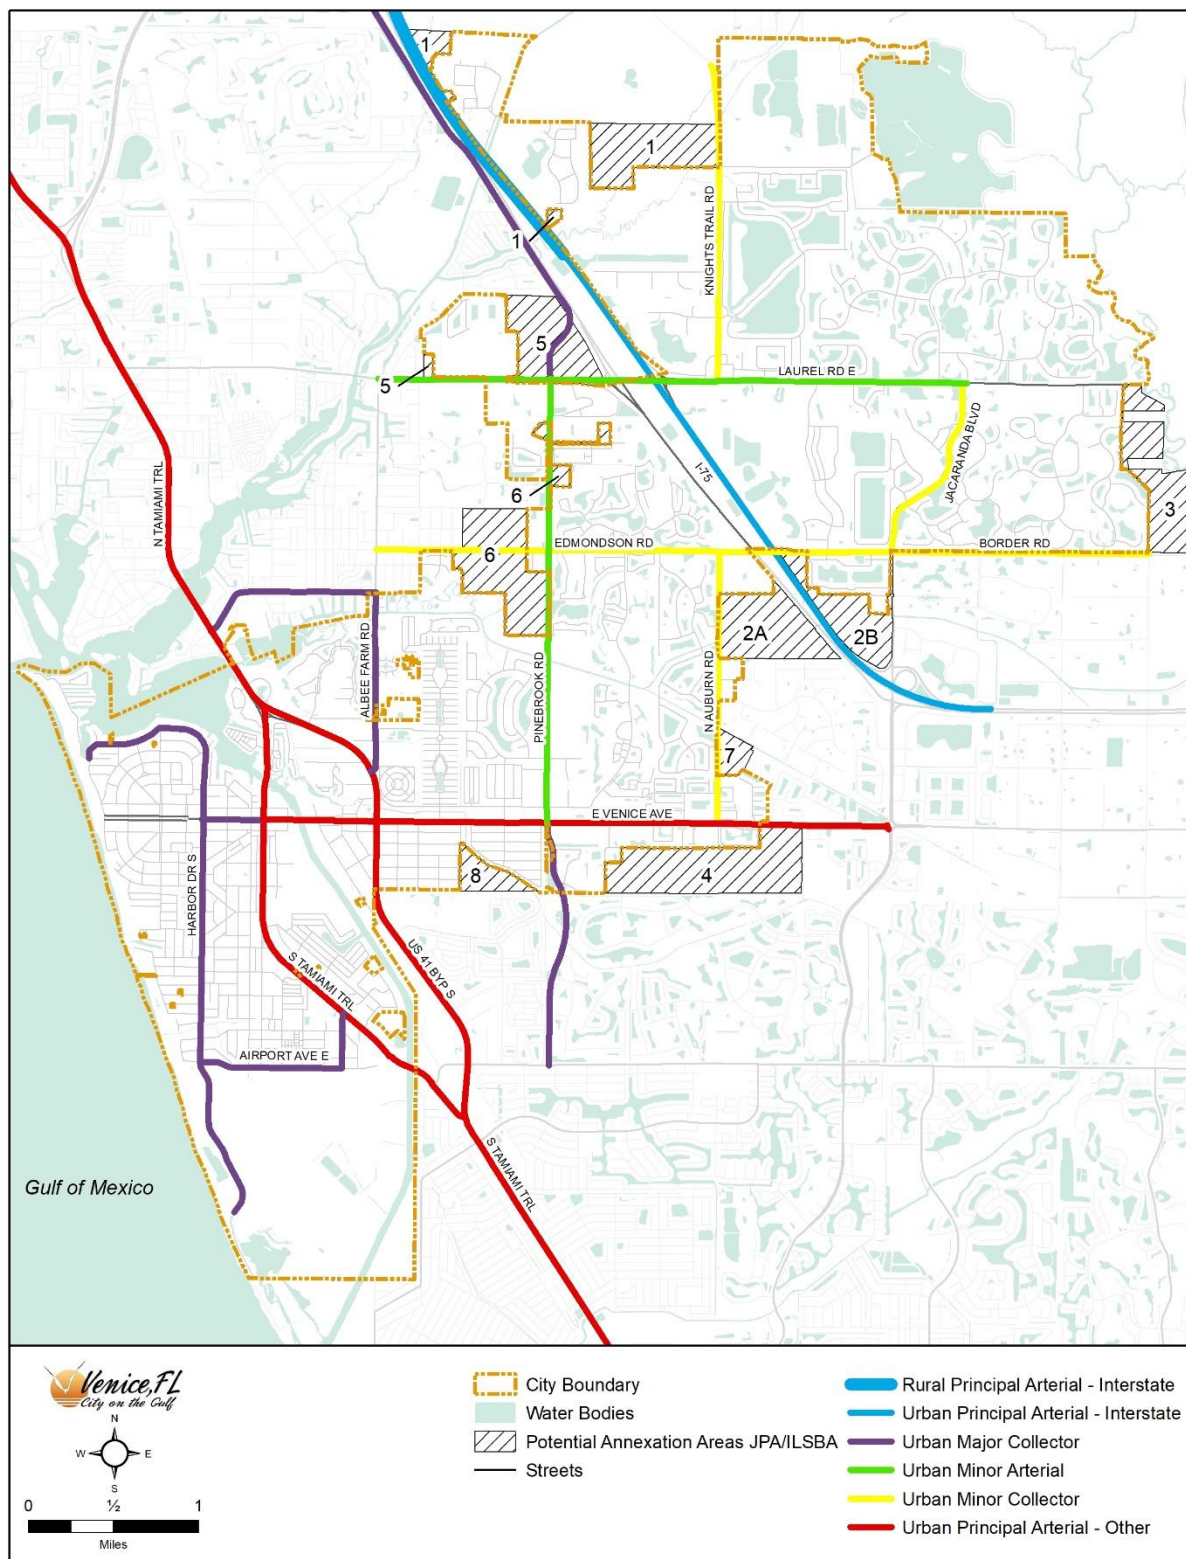 1
1
1
KNIGHTS TRAIL RD
5
LAUREL RD E
5
JACARANDA BLVD
N TAMIAMI TRL
I-75
6
3
6
EDMONDSON RD
BORDER RD
2A
2B
ALBEE FARM RD
PINEBROOK RD
N AUBURN RD
7
E VENICE AVE
8
4
HARBOR DR S
S TAMIAMI TRL
US 41 BYP S
AIRPORT AVE E
S TAMIAMI TRL
Gulf of Mexico
Venice, FL
City on the Gulf
N
W
E
S
0
½
1
Miles
City Boundary
Water Bodies
Potential Annexation Areas JPA/ILSBA
Streets
Rural Principal Arterial - Interstate
Urban Principal Arterial - Interstate
Urban Major Collector
Urban Minor Arterial
Urban Minor Collector
Urban Principal Arterial - Other